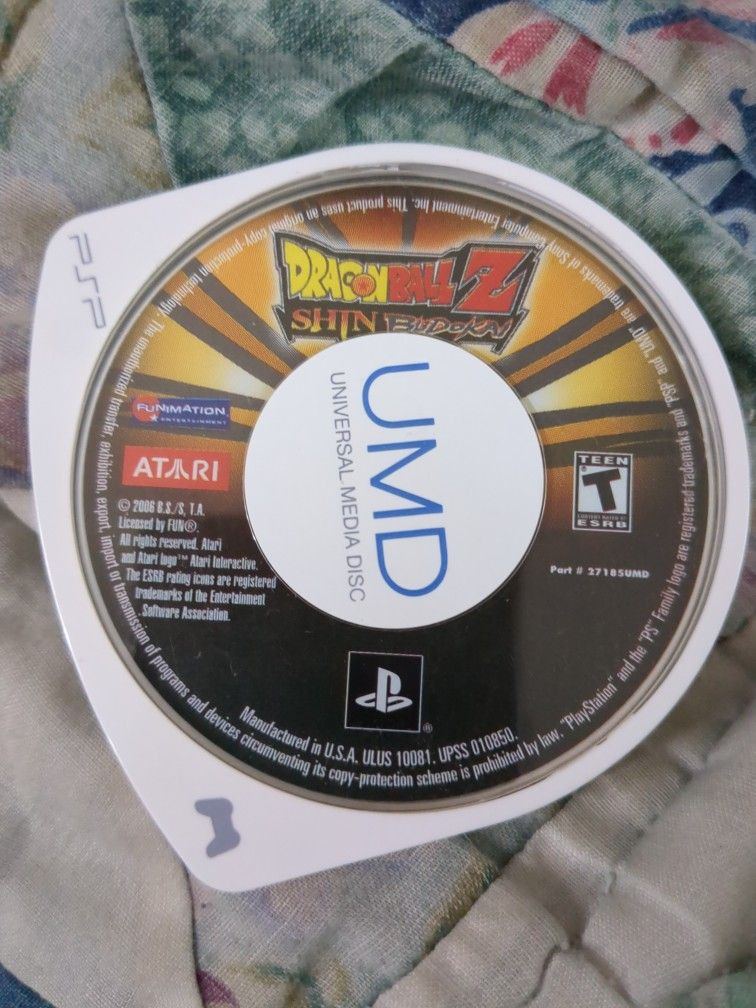 PSP
DRAGONBALL Z
SHIN BUDOKAI
FUNIMATION
ENTERTAINMENT
ATARI
© 2006 B.S./S, T.A.
Licensed by FUN®.
All rights reserved. Atari
and Atari logo™ Atari Interactive.
The ESRB rating icons are registered
trademarks of the Entertainment
Software Association.
UMD
UNIVERSAL MEDIA DISC
TEEN
T
CONTENT RATED BY
ESRB
Part # 27185UMD
®
Manufactured in U.S.A. ULUS 10081. UPSS 010850.
"PlayStation" and the "PS" Family logo are registered trademarks and "PSP" and "UMD" are trademarks of Sony Computer Entertainment Inc. This product uses an original copy-protection technology. The unauthorized transfer, exhibition, export, import or transmission of programs and devices circumventing its copy-protection scheme is prohibited by law.